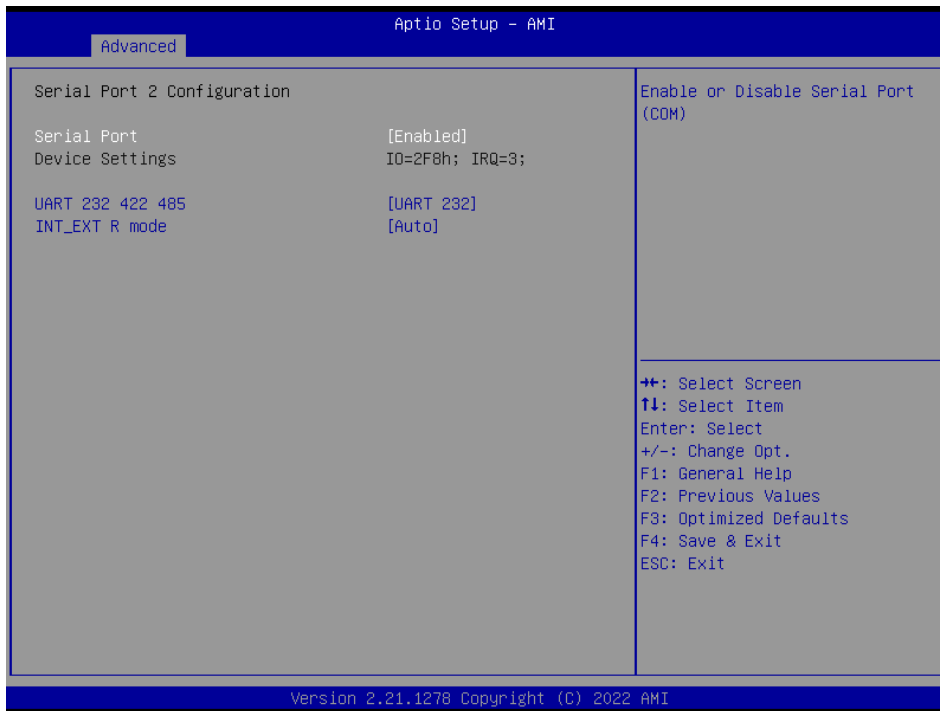 Aptio Setup – AMI
Advanced
Serial Port 2 Configuration
Serial Port [Enabled]
Device Settings IO=2F8h; IRQ=3;
UART 232 422 485 [UART 232]
INT_EXT R mode [Auto]
Enable or Disable Serial Port
(COM)
→←: Select Screen
↑↓: Select Item
Enter: Select
+/-: Change Opt.
F1: General Help
F2: Previous Values
F3: Optimized Defaults
F4: Save & Exit
ESC: Exit
Version 2.21.1278 Copyright (C) 2022 AMI